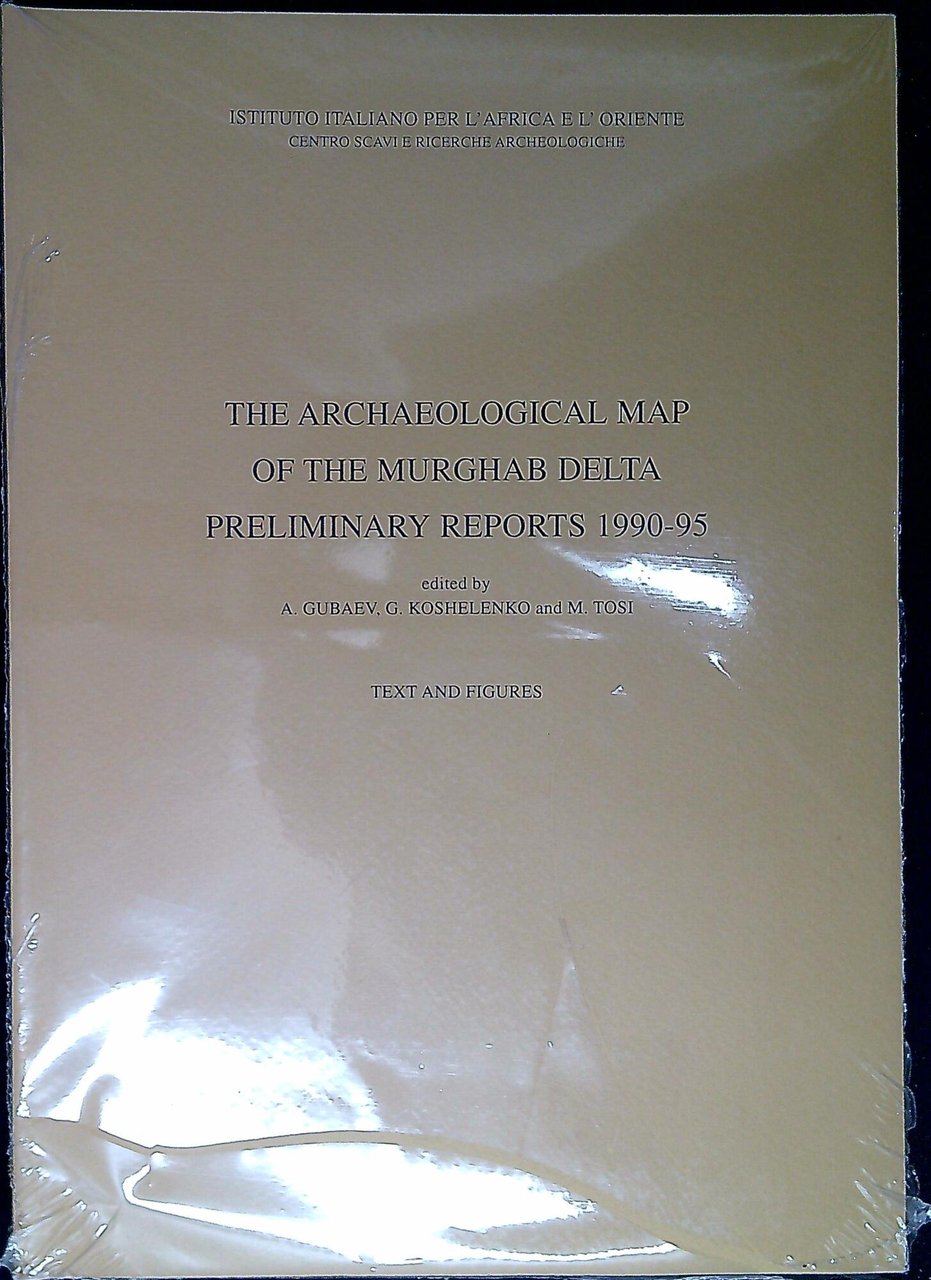 ISTITUTO ITALIANO PER L'AFRICA E L' ORIENTE
CENTRO SCAVI E RICERCHE ARCHEOLOGICHE
THE ARCHAEOLOGICAL MAP
OF THE MURGHAB DELTA
PRELIMINARY REPORTS 1990-95
edited by
A. GUBAEV, G. KOSHELENKO and M. TOSI
TEXT AND FIGURES